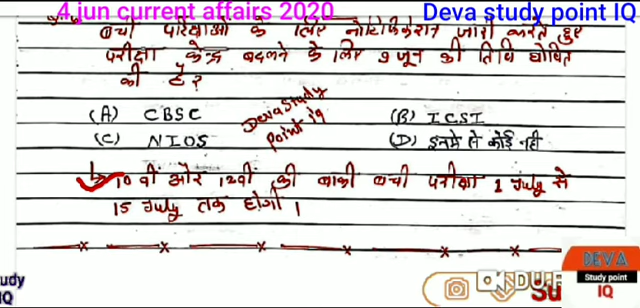 4 jun current affairs 2020
Deva study point IQ
बची परिक्षाओ के लिए नोटिफिकेशन जारी करते हुए
परीक्षा केन्द्र बदलने के लिए 9 जून की तिथि घोषित
की है?
(A) CBSC
(B) ICSI
(C) NIOS
(D) इनमे से कोई नही
Deva Study
Point iq
10 वी और 12वी की बाकी बची परीक्षा 1 July से
15 July तक होगी ।
DEVA
Study point
IQ
udy
IQ
Su